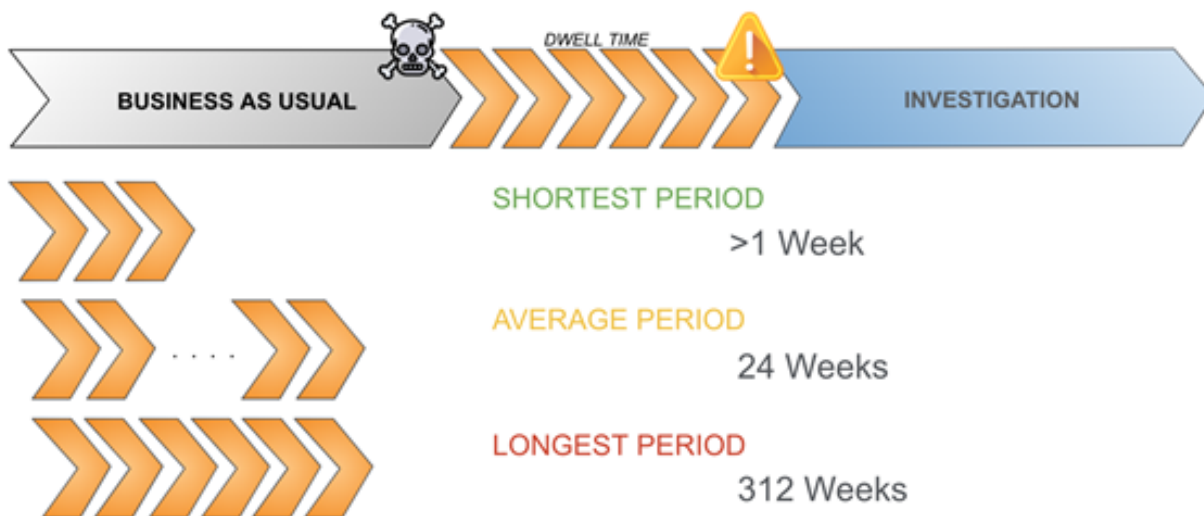 DWELL TIME
BUSINESS AS USUAL
INVESTIGATION
SHORTEST PERIOD
>1 Week
AVERAGE PERIOD
. . . .
24 Weeks
LONGEST PERIOD
312 Weeks